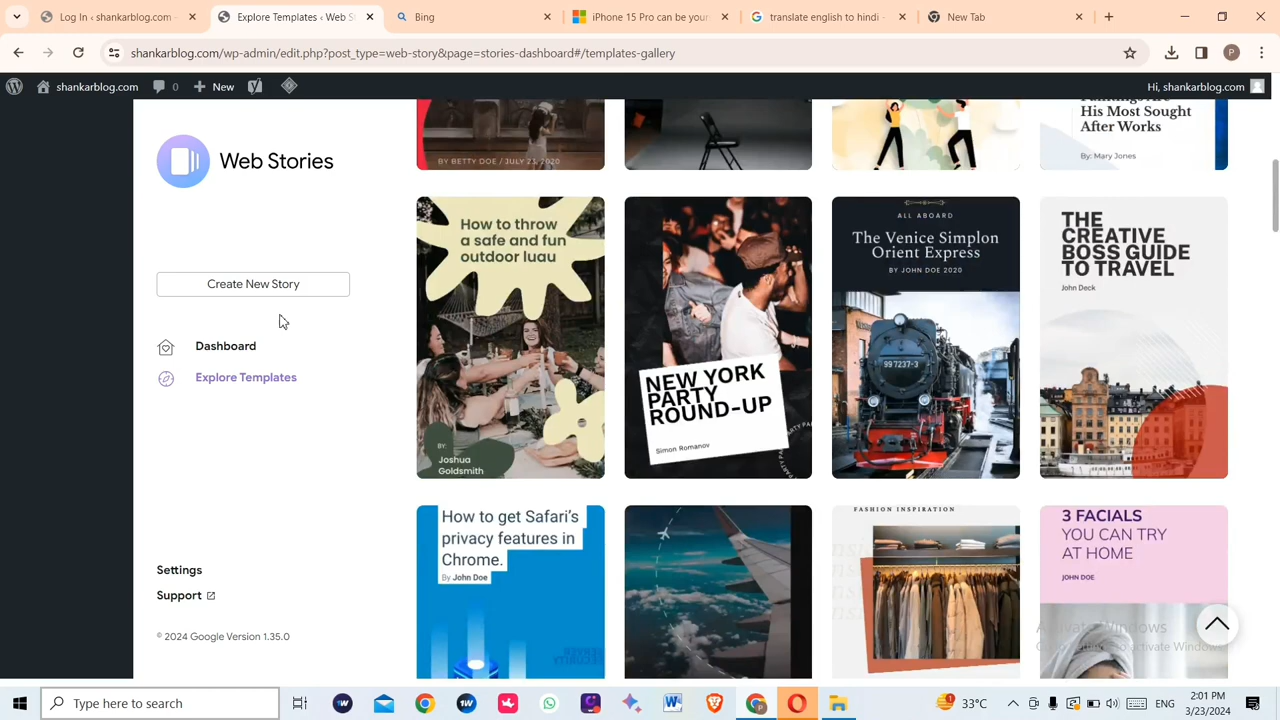 Log In ‹ shankarblog.com —
Explore Templates ‹ Web S
Bing
iPhone 15 Pro can be your
translate english to hindi -
New Tab
shankarblog.com/wp-admin/edit.php?post_type=web-story&page=stories-dashboard#/templates-gallery
P
shankarblog.com
0
New
Hi, shankarblog.com
Web Stories
Create New Story
Dashboard
Explore Templates
Settings
Support
© 2024 Google Version 1.35.0
BY BETTY DOE / JULY 23, 2020
His Most Sought
After Works
By: Mary Jones
How to throw
a safe and fun
outdoor luau
BY:
Joshua
Goldsmith
NEW YORK
PARTY
ROUND-UP
Simon Romanov
ALL ABOARD
The Venice Simplon
Orient Express
BY JOHN DOE 2020
99 7237-3
THE
CREATIVE
BOSS GUIDE
TO TRAVEL
John Deck
How to get Safari's
privacy features in
Chrome.
By John Doe
FASHION INSPIRATION
3 FACIALS
YOU CAN TRY
AT HOME
JOHN DOE
Activate Windows
Type here to search
33°C
ENG
2:01 PM
3/23/2024